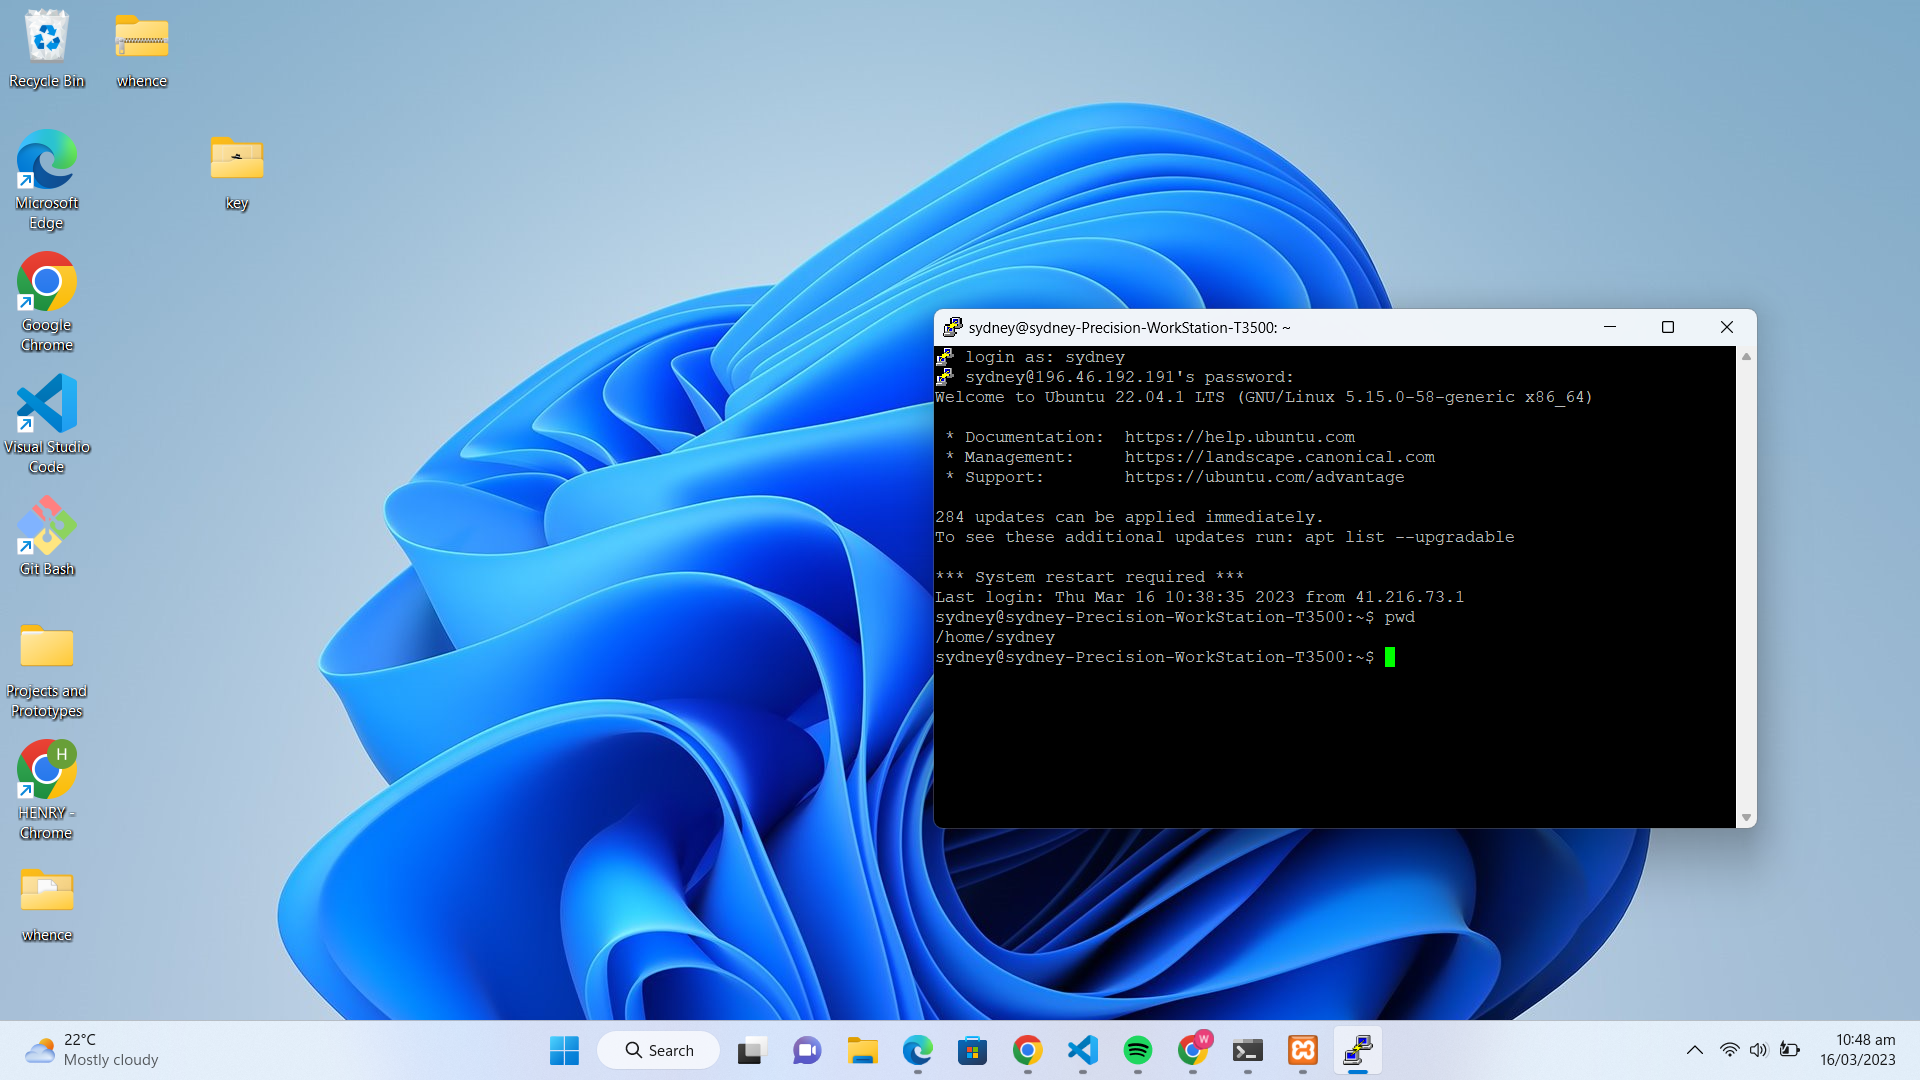 Recycle Bin
whence
Microsoft
Edge
key
Google
Chrome
Visual Studio
Code
Git Bash
Projects and
Prototypes
H
HENRY -
Chrome
whence
sydney@sydney-Precision-WorkStation-T3500: ~
login as: sydney
sydney@196.46.192.191's password:
Welcome to Ubuntu 22.04.1 LTS (GNU/Linux 5.15.0-58-generic x86_64)
* Documentation:  https://help.ubuntu.com
* Management:     https://landscape.canonical.com
* Support:        https://ubuntu.com/advantage
284 updates can be applied immediately.
To see these additional updates run: apt list --upgradable
*** System restart required ***
Last login: Thu Mar 16 10:38:35 2023 from 41.216.73.1
sydney@sydney-Precision-WorkStation-T3500:~$ pwd
/home/sydney
sydney@sydney-Precision-WorkStation-T3500:~$
22°C
Mostly cloudy
Search
W
10:48 am
16/03/2023